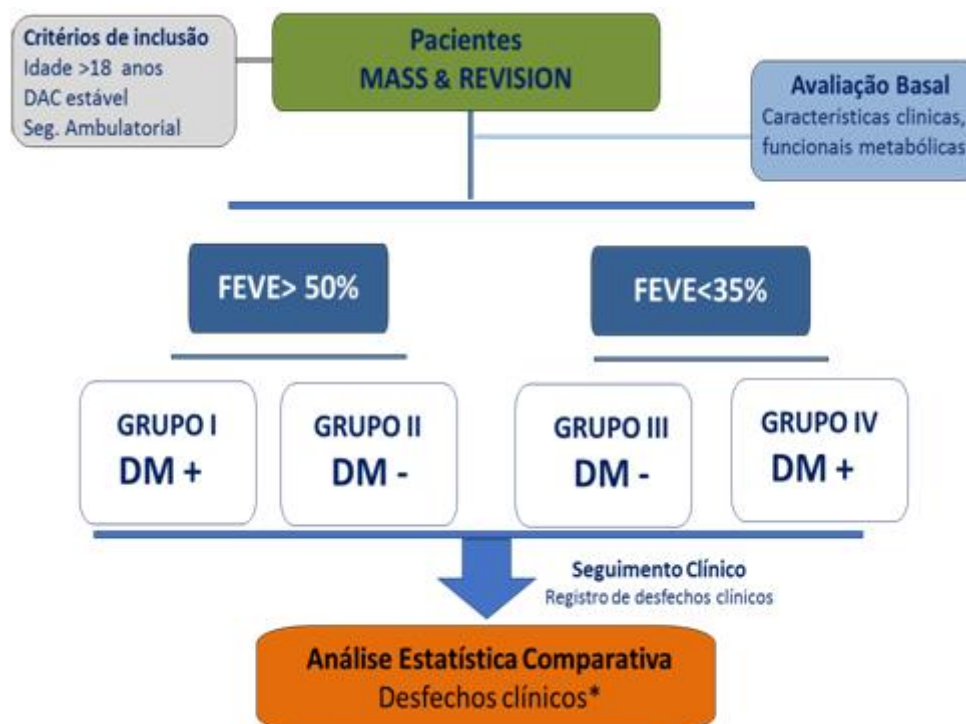 Critérios de inclusão
Idade >18 anos
DAC estável
Seg. Ambulatorial
Pacientes
MASS & REVISION
Avaliação Basal
Características clinicas,
funcionais metabólicas
FEVE> 50%
FEVE<35%
GRUPO I
DM +
GRUPO II
DM -
GRUPO III
DM -
GRUPO IV
DM +
Seguimento Clínico
Registro de desfechos clínicos
Análise Estatística Comparativa
Desfechos clínicos*